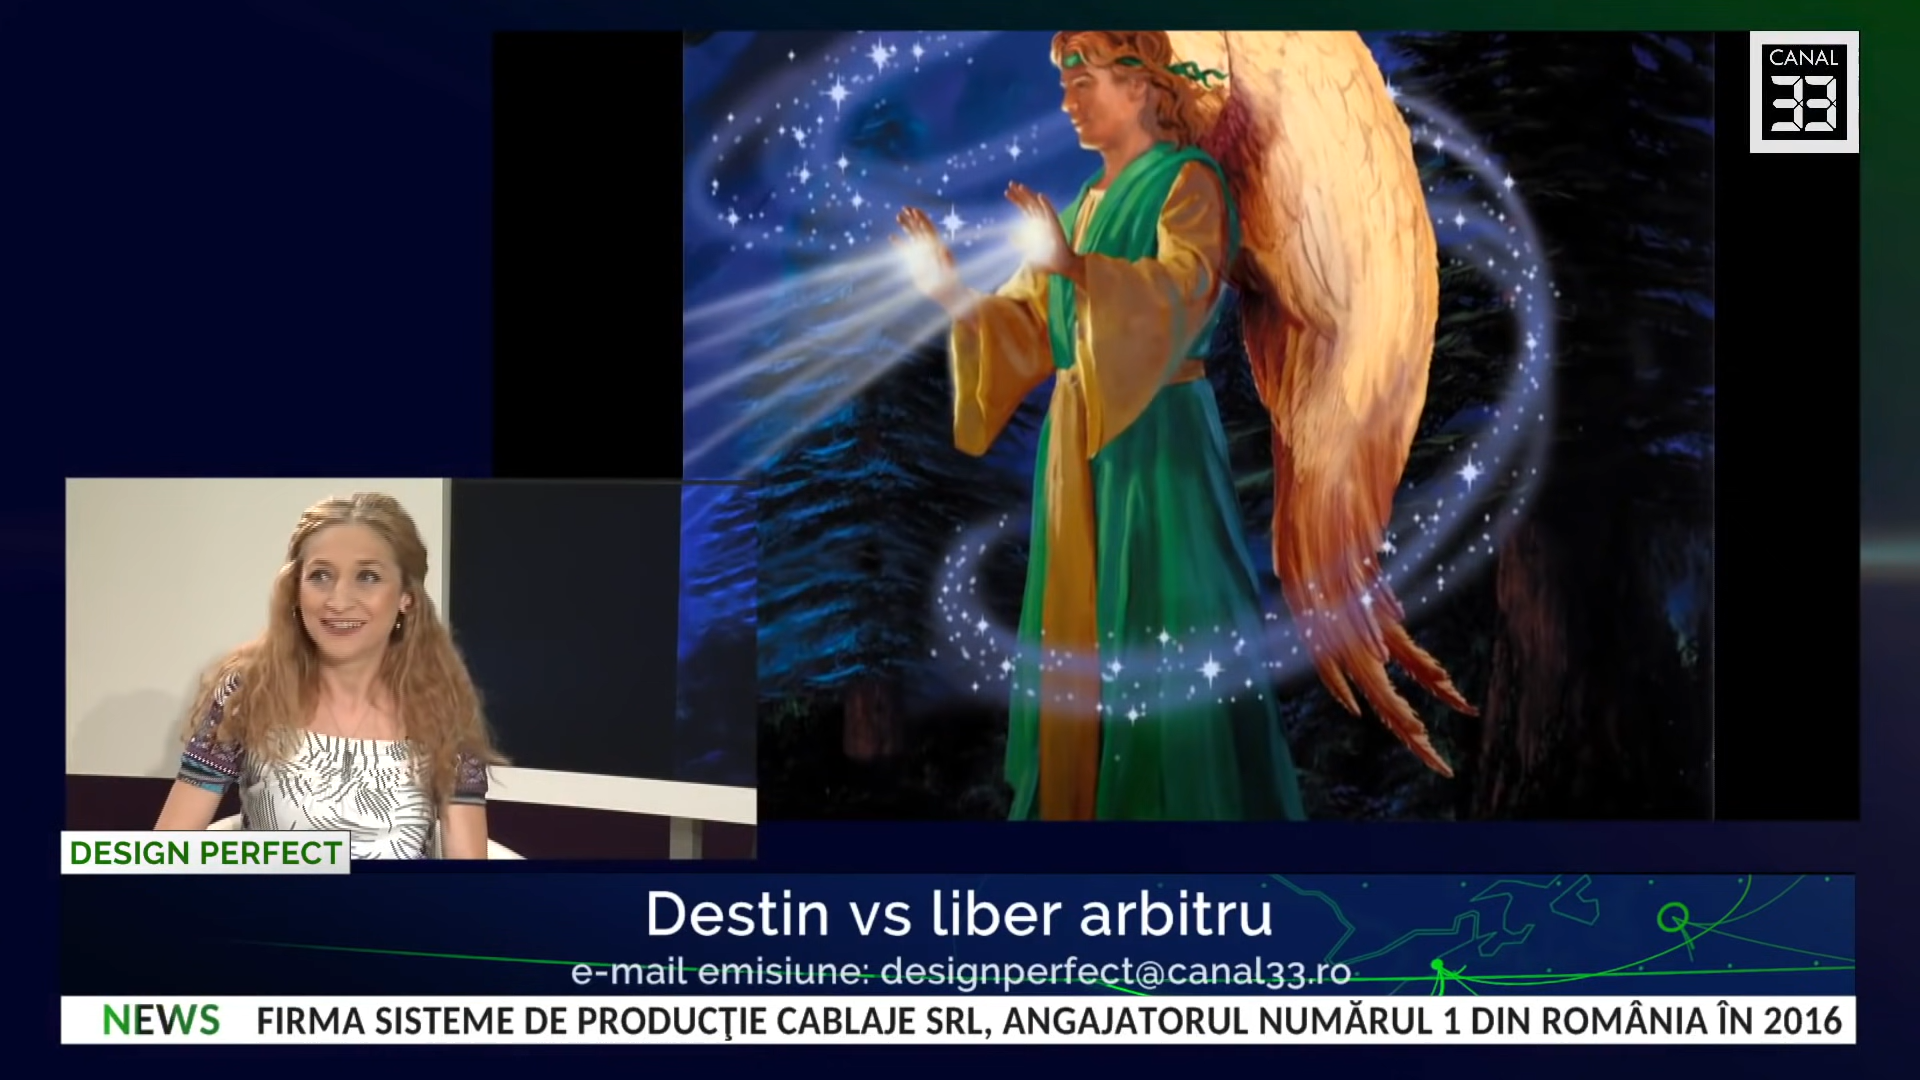 CANAL
33
DESIGN PERFECT
Destin vs liber arbitru
e-mail emisiune: designperfect@canal33.ro
NEWS FIRMA SISTEME DE PRODUCŢIE CABLAJE SRL, ANGAJATORUL NUMĂRUL 1 DIN ROMÂNIA ÎN 2016